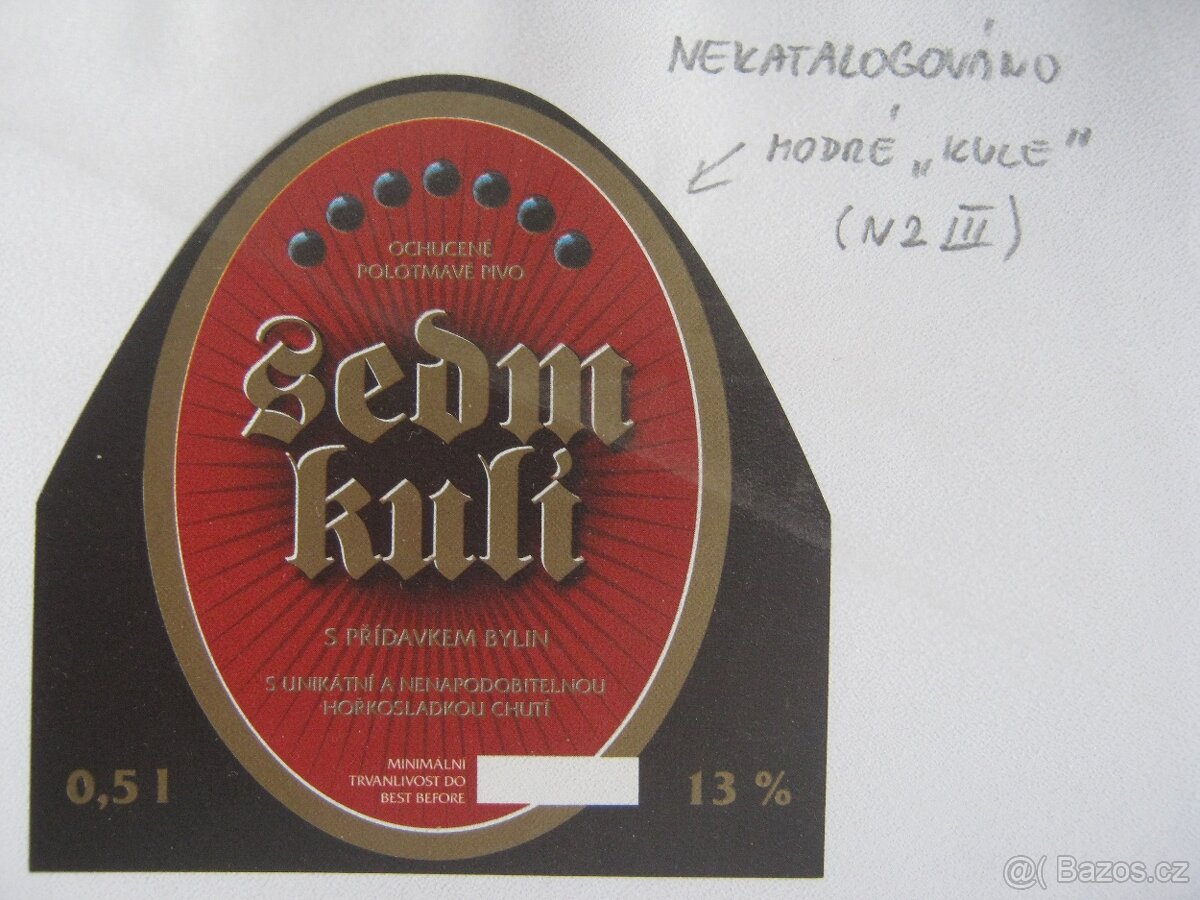 NEKATALOGOVÁNO
MODRÉ „KULE"
(N2 III)
OCHUCENÉ
POLOTMAVÉ PIVO
Sedm
kulí
S PŘÍDAVKEM BYLIN
S UNIKÁTNÍ A NENAPODOBITELNOU
HOŘKOSLADKOU CHUTÍ
MINIMÁLNÍ
TRVANLIVOST DO
BEST BEFORE
0,5 l
13 %
@( Bazos.cz